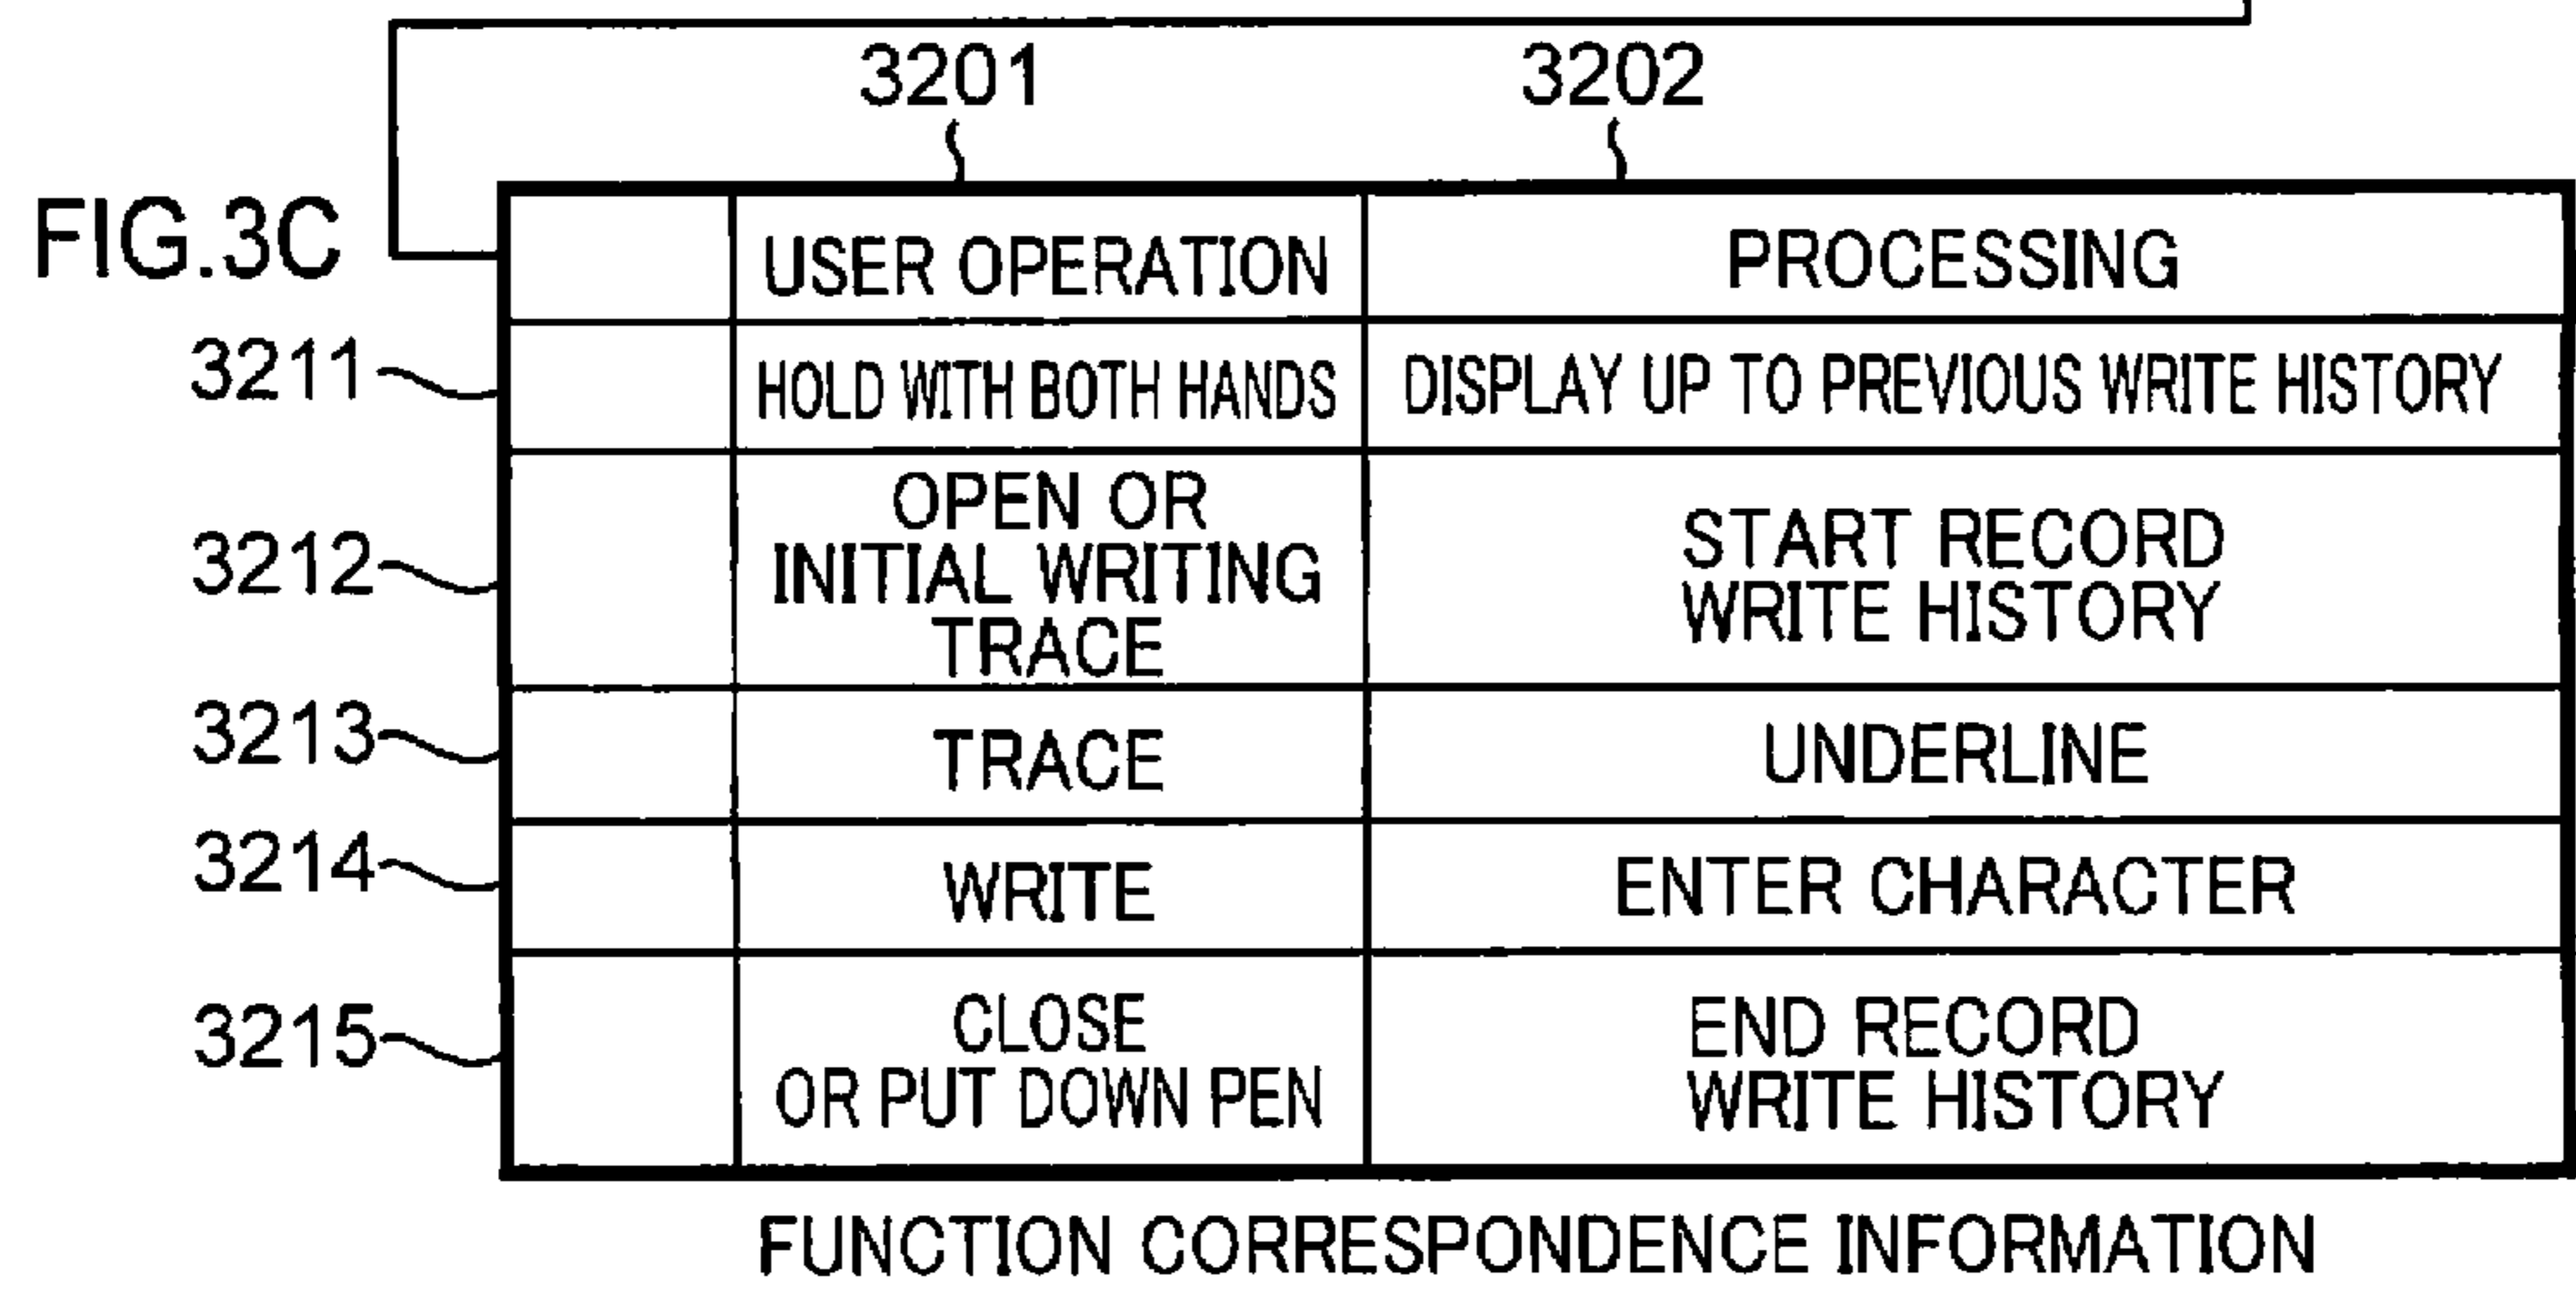 3201 3202
FIG.3C
USER OPERATION PROCESSING
3211 HOLD WITH BOTH HANDS DISPLAY UP TO PREVIOUS WRITE HISTORY
3212
OPEN OR
INITIAL WRITING
TRACE
START RECORD
WRITE HISTORY
3213 TRACE UNDERLINE
3214 WRITE ENTER CHARACTER
3215
CLOSE
OR PUT DOWN PEN
END RECORD
WRITE HISTORY
FUNCTION CORRESPONDENCE INFORMATION